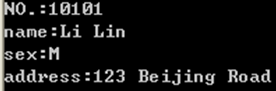 NO.:10101
name:Li Lin
sex:M
address:123 Beijing Road